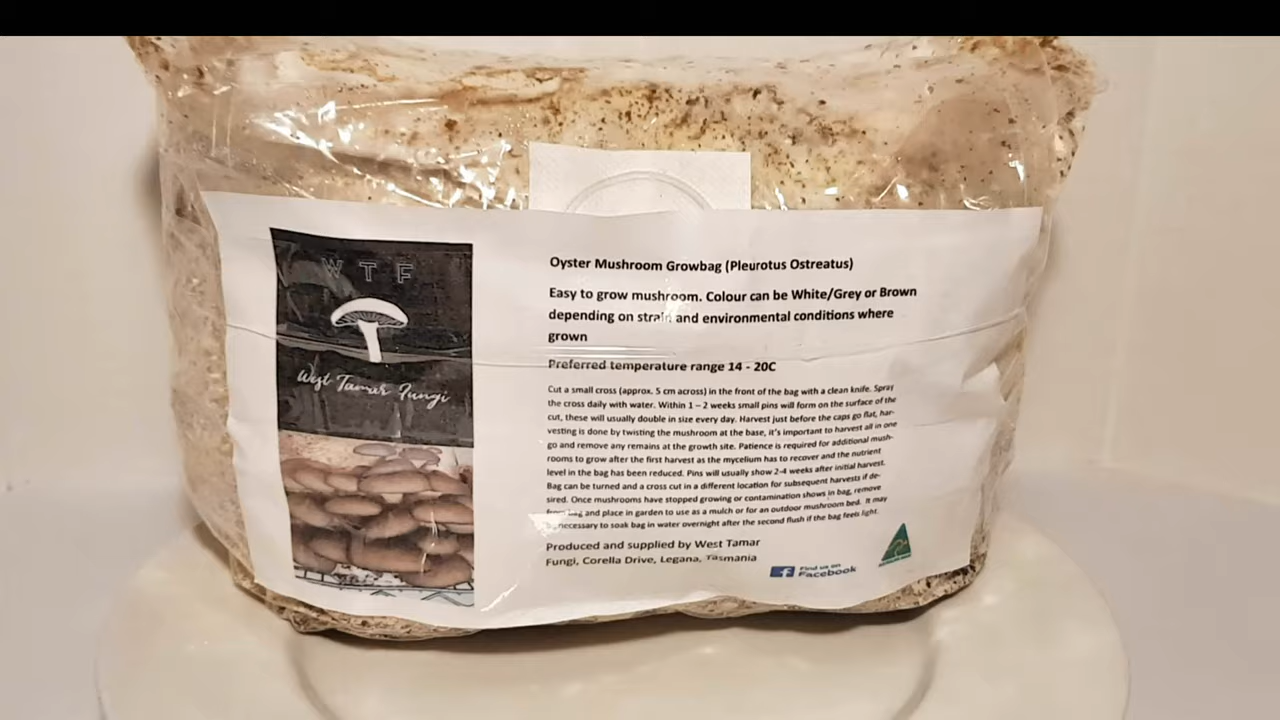 WTF
West Tamar Fungi
Oyster Mushroom Growbag (Pleurotus Ostreatus)
Easy to grow mushroom. Colour can be White/Grey or Brown
depending on strain and environmental conditions where
grown
Preferred temperature range 14 - 20C
Cut a small cross (approx. 5 cm across) in the front of the bag with a clean knife. Spray
the cross daily with water. Within 1 – 2 weeks small pins will form on the surface of the
cut, these will usually double in size every day. Harvest just before the caps go flat, har-
vesting is done by twisting the mushroom at the base, it's important to harvest all in one
go and remove any remains at the growth site. Patience is required for additional mush-
rooms to grow after the first harvest as the mycelium has to recover and the nutrient
level in the bag has been reduced. Pins will usually show 2-4 weeks after initial harvest.
Bag can be turned and a cross cut in a different location for subsequent harvests if de-
sired. Once mushrooms have stopped growing or contamination shows in bag, remove
from bag and place in garden to use as a mulch or for an outdoor mushroom bed. It may
be necessary to soak bag in water overnight after the second flush if the bag feels light.
Produced and supplied by West Tamar
Fungi, Corella Drive, Legana, Tasmania
Find us on
Facebook